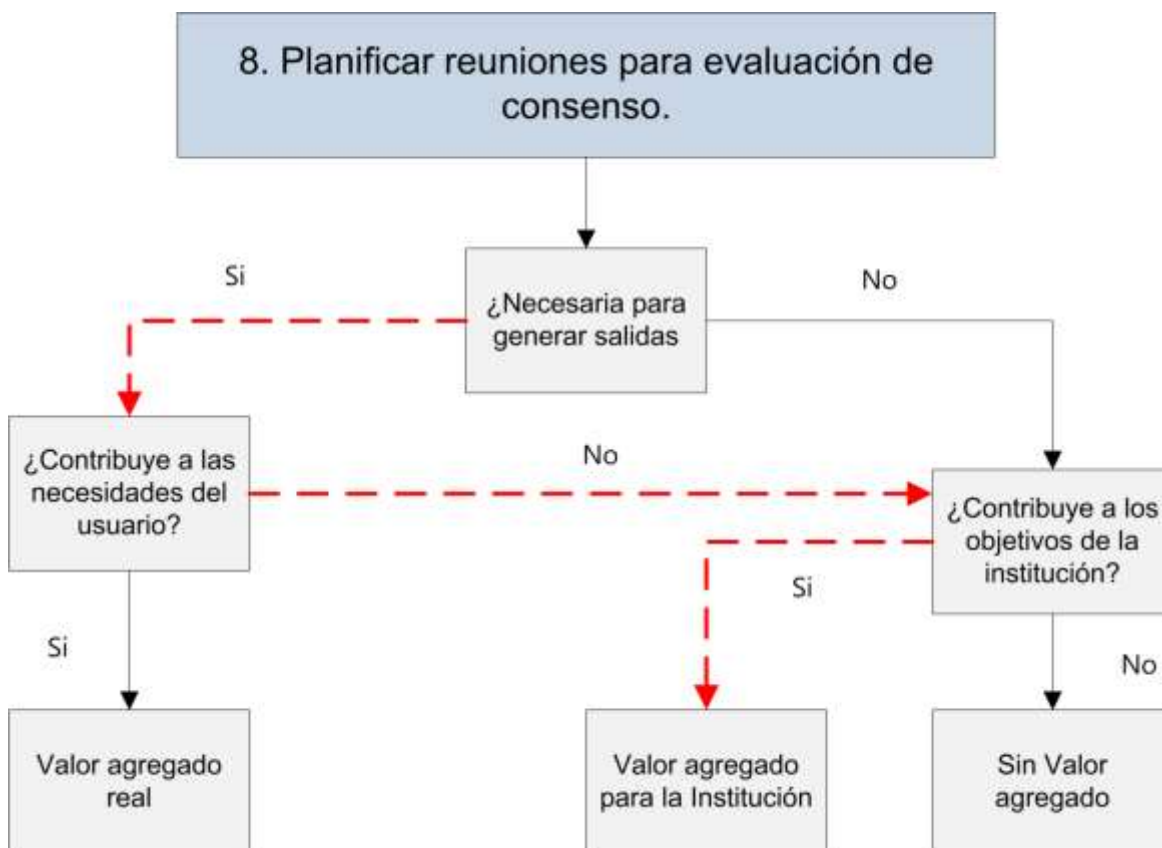 8. Planificar reuniones para evaluación de
consenso.
Si
No
¿Necesaria para
generar salidas
¿Contribuye a las
necesidades del
usuario?
No
¿Contribuye a los
objetivos de la
institución?
Si
Si
No
Valor agregado
real
Valor agregado
para la Institución
Sin Valor
agregado